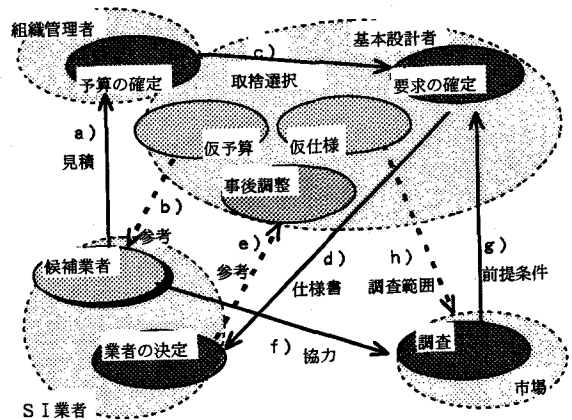 組織管理者
基本設計者
c)
予算の確定
取捨選択
要求の確定
仮予算
仮仕様
a)
見積
事後調整
b)
参考
e)
参考
d)
仕様書
h)
調査範囲
g)
前提条件
候補業者
業者の決定
f)
協力
調査
市場
SI業者